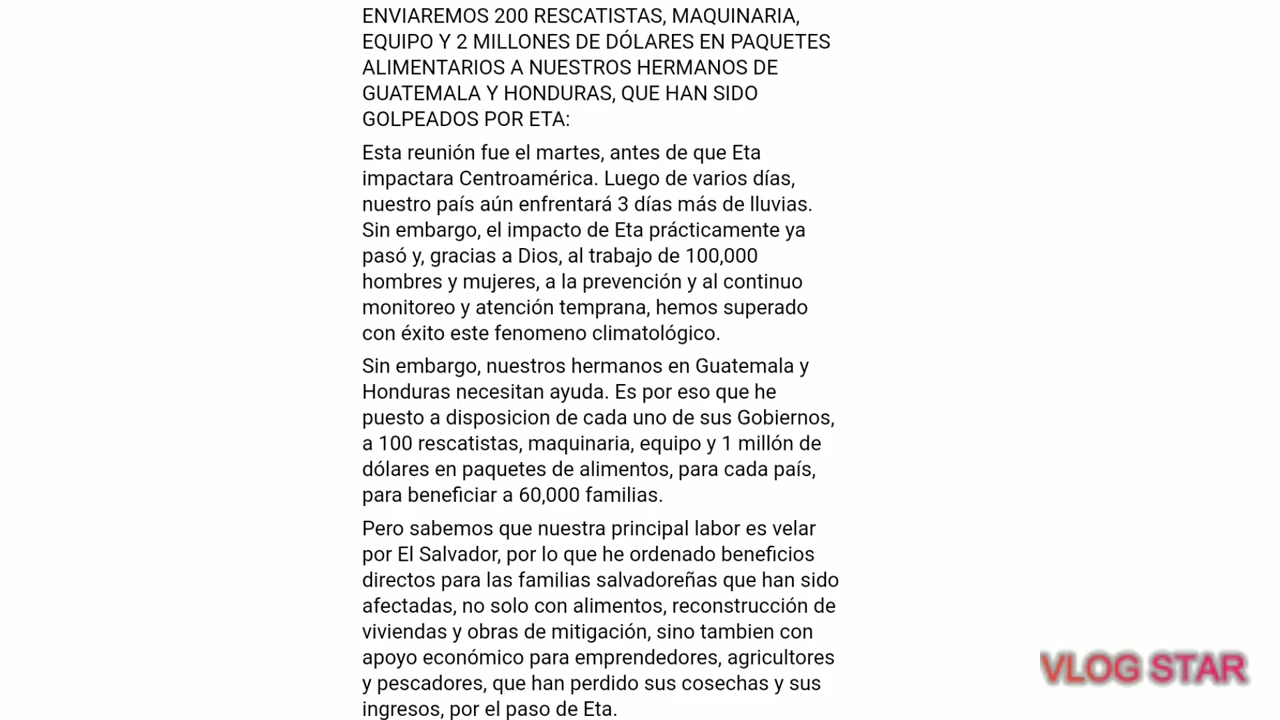 ENVIAREMOS 200 RESCATISTAS, MAQUINARIA,
EQUIPO Y 2 MILLONES DE DÓLARES EN PAQUETES
ALIMENTARIOS A NUESTROS HERMANOS DE
GUATEMALA Y HONDURAS, QUE HAN SIDO
GOLPEADOS POR ETA:
Esta reunión fue el martes, antes de que Eta
impactara Centroamérica. Luego de varios días,
nuestro país aún enfrentará 3 días más de lluvias.
Sin embargo, el impacto de Eta prácticamente ya
pasó y, gracias a Dios, al trabajo de 100,000
hombres y mujeres, a la prevención y al continuo
monitoreo y atención temprana, hemos superado
con éxito este fenomeno climatológico.
Sin embargo, nuestros hermanos en Guatemala y
Honduras necesitan ayuda. Es por eso que he
puesto a disposicion de cada uno de sus Gobiernos,
a 100 rescatistas, maquinaria, equipo y 1 millón de
dólares en paquetes de alimentos, para cada país,
para beneficiar a 60,000 familias.
Pero sabemos que nuestra principal labor es velar
por El Salvador, por lo que he ordenado beneficios
directos para las familias salvadoreñas que han sido
afectadas, no solo con alimentos, reconstrucción de
viviendas y obras de mitigación, sino tambien con
apoyo económico para emprendedores, agricultores
y pescadores, que han perdido sus cosechas y sus
ingresos, por el paso de Eta.
VLOG STAR